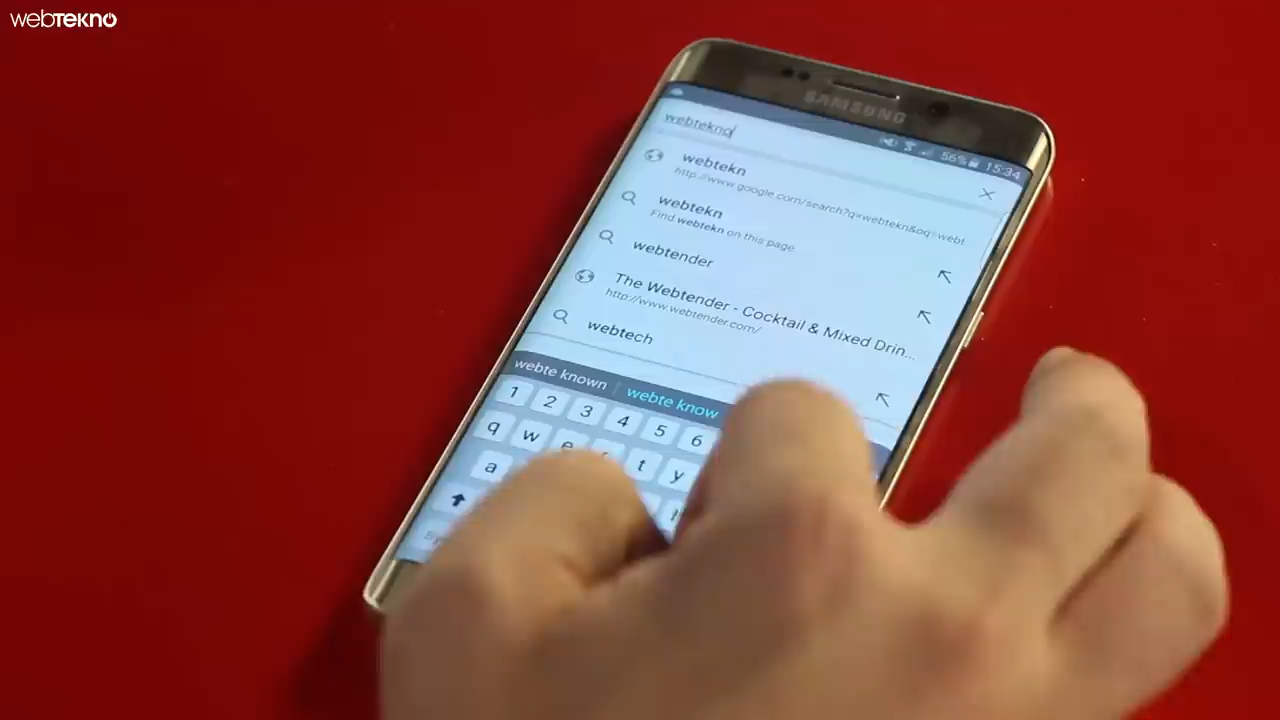 webTEKNO
SAMSUNG
56% 15:34
webtekno
webtekn
http://www.google.com/search?q=webtekn&oq=webt
webtekn
Find webtekn on this page
webtender
The Webtender - Cocktail & Mixed Drin...
http://www.webtender.com/
webtech
webte known webte know
1 2 3 4 5 6
q w e t y
a
Sy